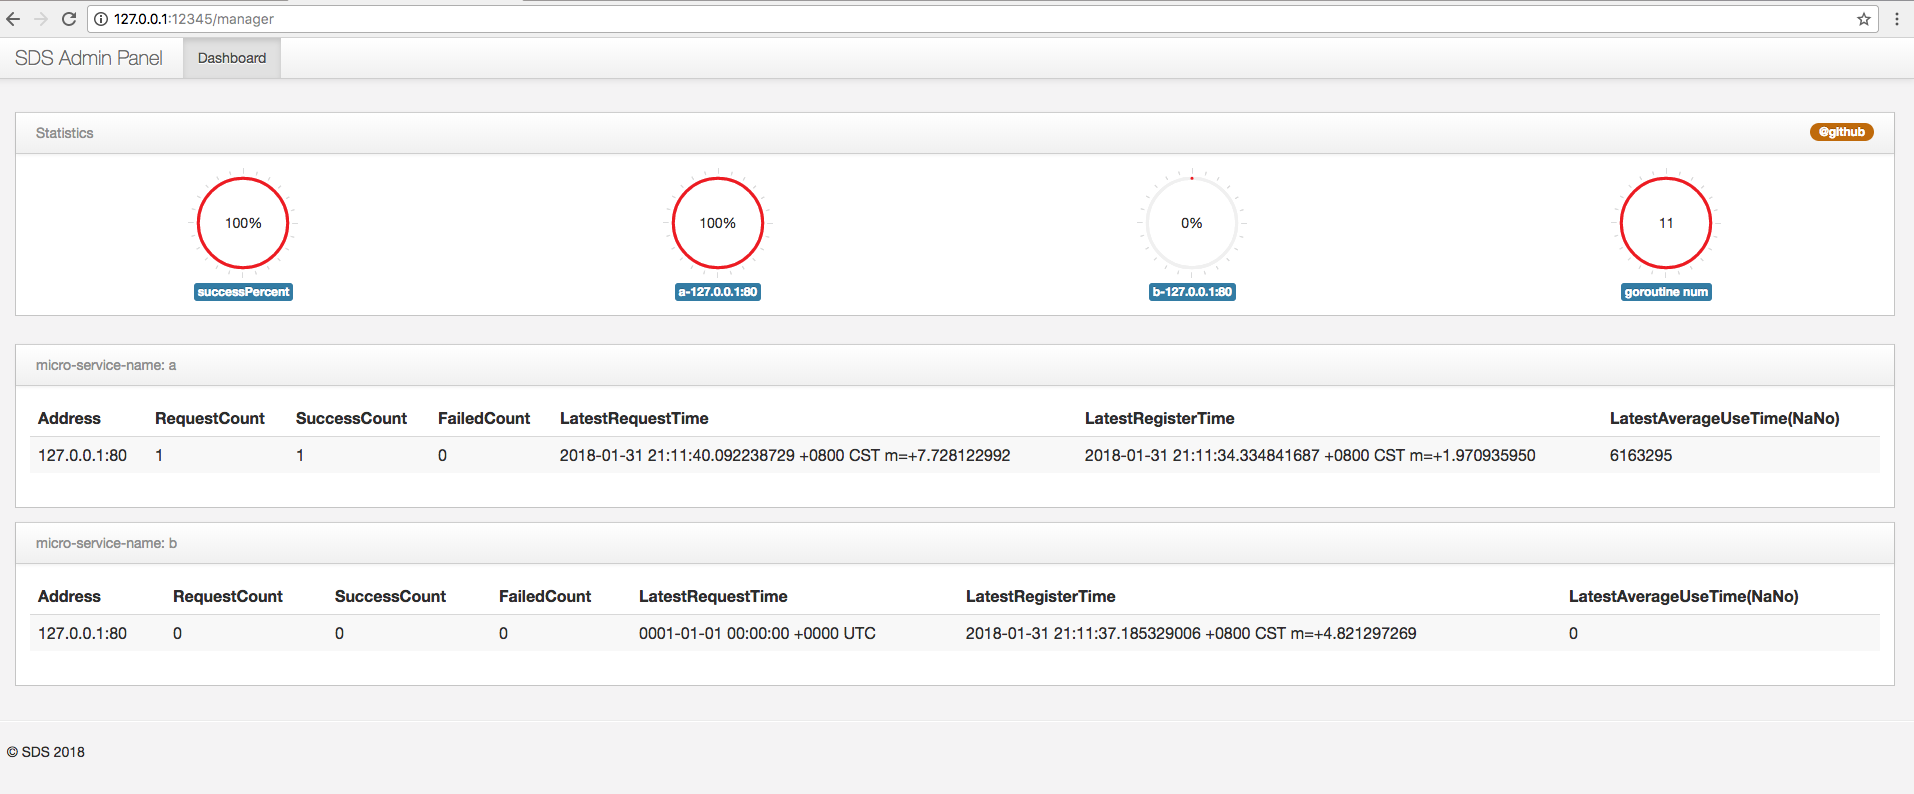 127.0.0.1:12345/manager
SDS Admin Panel Dashboard
Statistics @github
100% 100% 0% 11
successPercent a-127.0.0.1:80 b-127.0.0.1:80 goroutine num
micro-service-name: a
Address RequestCount SuccessCount FailedCount LatestRequestTime LatestRegisterTime LatestAverageUseTime(NaNo)
127.0.0.1:80 1 1 0 2018-01-31 21:11:40.092238729 +0800 CST m=+7.728122992 2018-01-31 21:11:34.334841687 +0800 CST m=+1.970935950 6163295
micro-service-name: b
Address RequestCount SuccessCount FailedCount LatestRequestTime LatestRegisterTime LatestAverageUseTime(NaNo)
127.0.0.1:80 0 0 0 0001-01-01 00:00:00 +0000 UTC 2018-01-31 21:11:37.185329006 +0800 CST m=+4.821297269 0
© SDS 2018